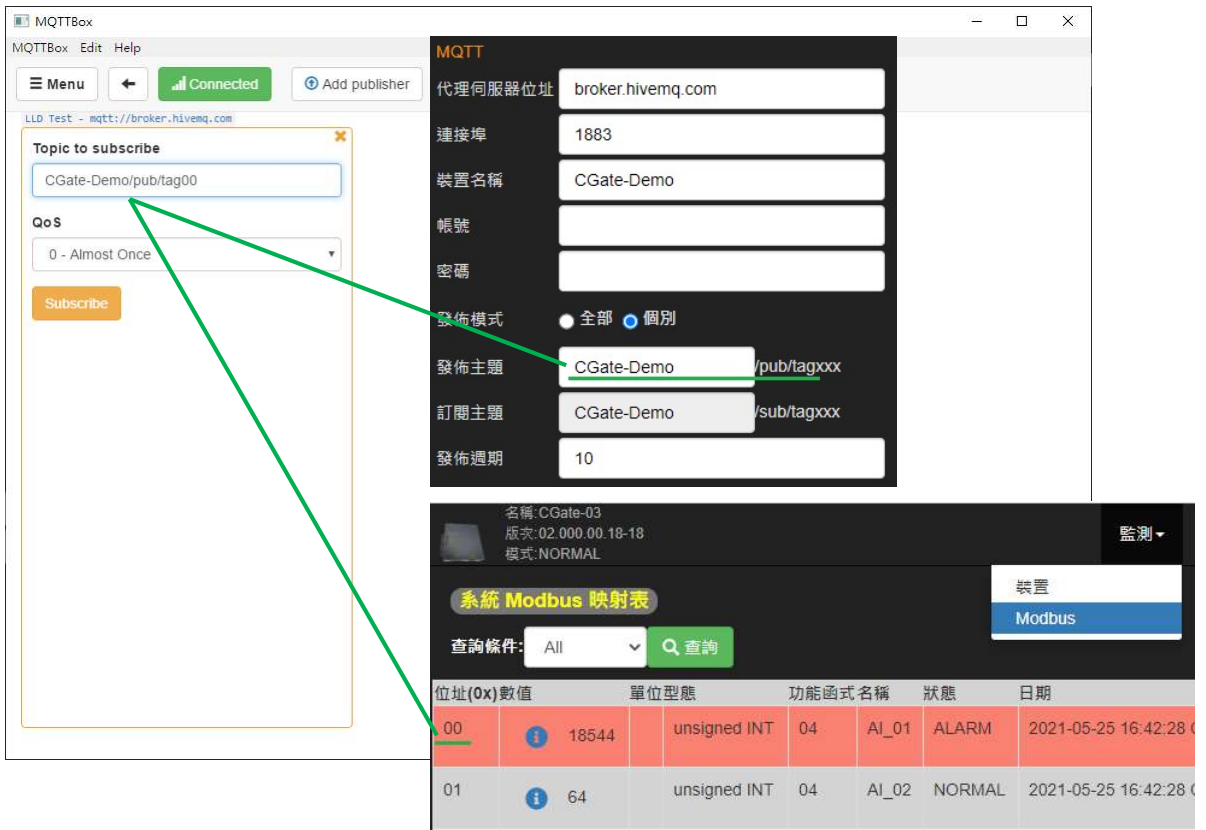 MQTTBox
MQTTBox Edit Help
Menu
Connected
Add publisher
LLD Test - mqtt://broker.hivemq.com
Topic to subscribe
CGate-Demo/pub/tag00
QoS
0 - Almost Once
Subscribe
MQTT
代理伺服器位址 broker.hivemq.com
連接埠 1883
裝置名稱 CGate-Demo
帳號
密碼
發佈模式 全部 個別
發佈主題 CGate-Demo /pub/tagxxx
訂閱主題 CGate-Demo /sub/tagxxx
發佈週期 10
名稱:CGate-03
版次:02.000.00.18-18
模式:NORMAL
監測
裝置
Modbus
系統 Modbus 映射表
查詢條件: All 查詢
位址(0x) 數值 單位 型態 功能函式 名稱 狀態 日期
00 18544 unsigned INT 04 AI_01 ALARM 2021-05-25 16:42:28
01 64 unsigned INT 04 AI_02 NORMAL 2021-05-25 16:42:28